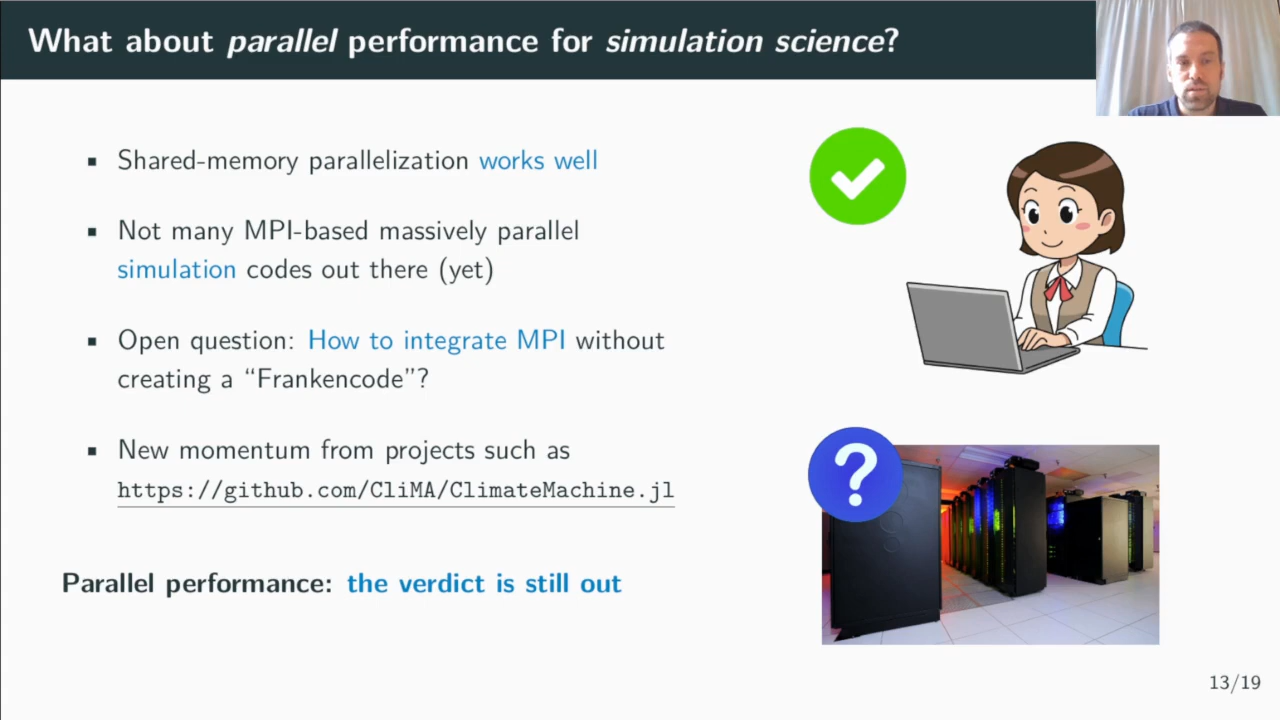 What about parallel performance for simulation science?
Shared-memory parallelization works well
Not many MPI-based massively parallel
simulation codes out there (yet)
Open question: How to integrate MPI without
creating a “Frankencode”?
New momentum from projects such as
https://github.com/CliMA/ClimateMachine.jl
Parallel performance: the verdict is still out
13/19